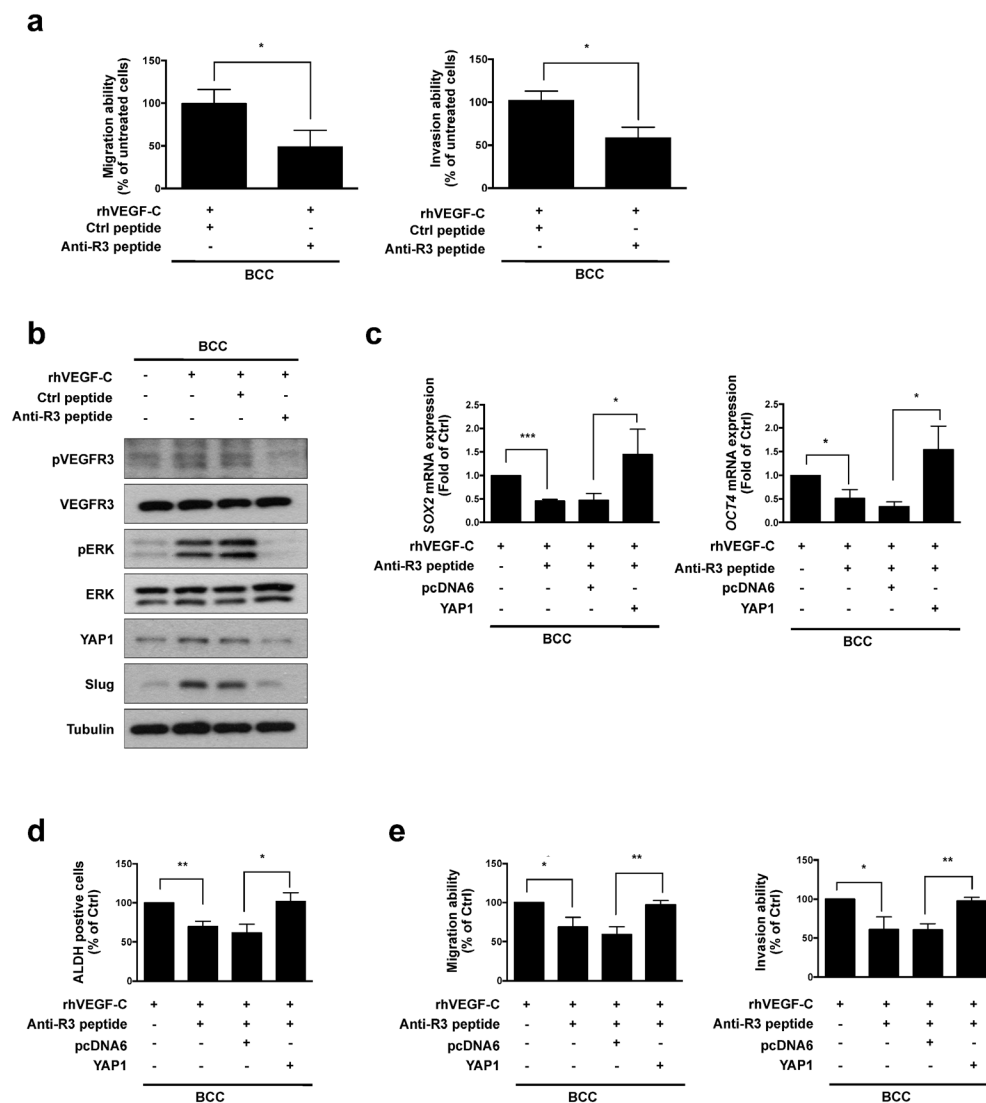 a
*
*
Migration ability
(% of untreated cells)
150
100
50
0
Invasion ability
(% of untreated cells)
150
100
50
0
rhVEGF-C + +
Ctrl peptide + -
Anti-R3 peptide - +
BCC
rhVEGF-C + +
Ctrl peptide + -
Anti-R3 peptide - +
BCC
b
BCC
rhVEGF-C - + + +
Ctrl peptide - - + -
Anti-R3 peptide - - - +
pVEGFR3
VEGFR3
pERK
ERK
YAP1
Slug
Tubulin
c
SOX2 mRNA expression
(Fold of Ctrl)
2.5
2.0
1.5
1.0
0.5
0.0
***
*
rhVEGF-C + + + +
Anti-R3 peptide - + + +
pcDNA6 - - + -
YAP1 - - - +
BCC
OCT4 mRNA expression
(Fold of Ctrl)
2.5
2.0
1.5
1.0
0.5
0.0
*
*
rhVEGF-C + + + +
Anti-R3 peptide - + + +
pcDNA6 - - + -
YAP1 - - - +
BCC
d
ALDH postive cells
(% of Ctrl)
150
100
50
0
**
*
rhVEGF-C + + + +
Anti-R3 peptide - + + +
pcDNA6 - - + -
YAP1 - - - +
BCC
e
Migration ability
(% of Ctrl)
150
100
50
0
*
**
rhVEGF-C + + + +
Anti-R3 peptide - + + +
pcDNA6 - - + -
YAP1 - - - +
BCC
Invasion ability
(% of Ctrl)
150
100
50
0
*
**
rhVEGF-C + + + +
Anti-R3 peptide - + + +
pcDNA6 - - + -
YAP1 - - - +
BCC